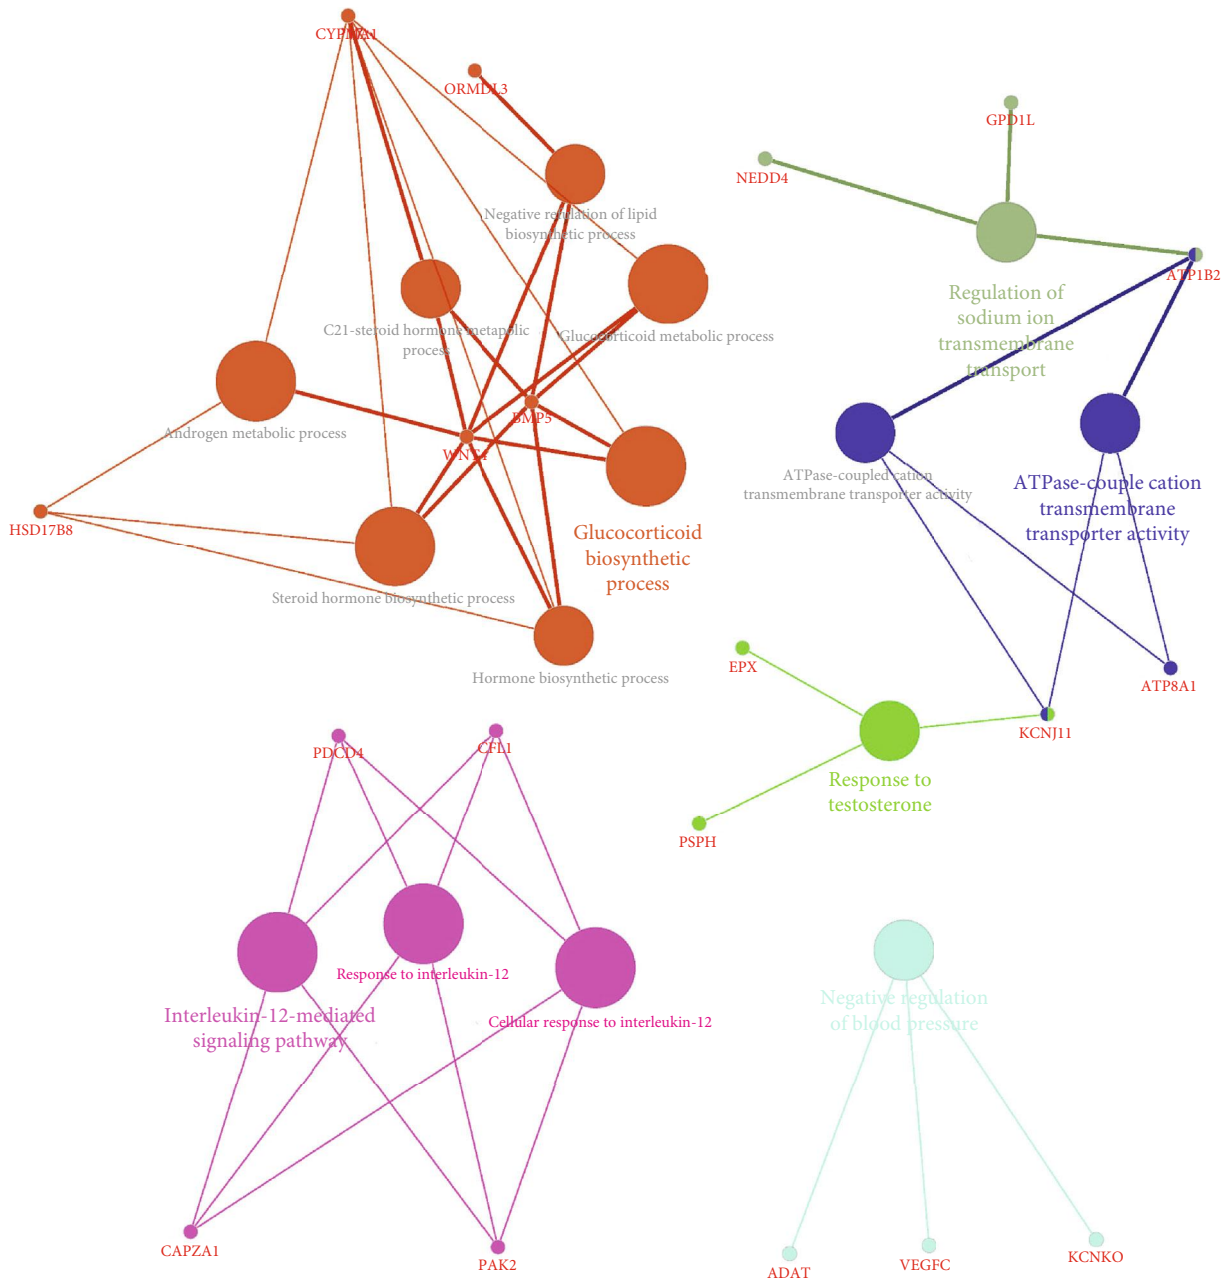 ORMDL3
Negative regulation of lipid
biosynthetic process
C21-steroid hormone metapolic
process
Glucocorticoid metabolic process
Androgen metabolic process
BMP5
WNT4
HSD17B8
Glucocorticoid
biosynthetic
process
Steroid hormone biosynthetic process
Hormone biosynthetic process
GPD1L
NEDD4
ATP1B2
Regulation of
sodium ion
transmembrane
transport
ATPase-coupled cation
transmembrane transporter activity
ATPase-couple cation
transmembrane
transporter activity
EPX
ATP8A1
KCNJ11
Response to
testosterone
PSPH
PDCD4
CFL1
Response to interleukin-12
Interleukin-12-mediated
signaling pathway
Cellular response to interleukin-12
CAPZA1
PAK2
Negative regulation
of blood pressure
ADAT
VEGFC
KCNKO